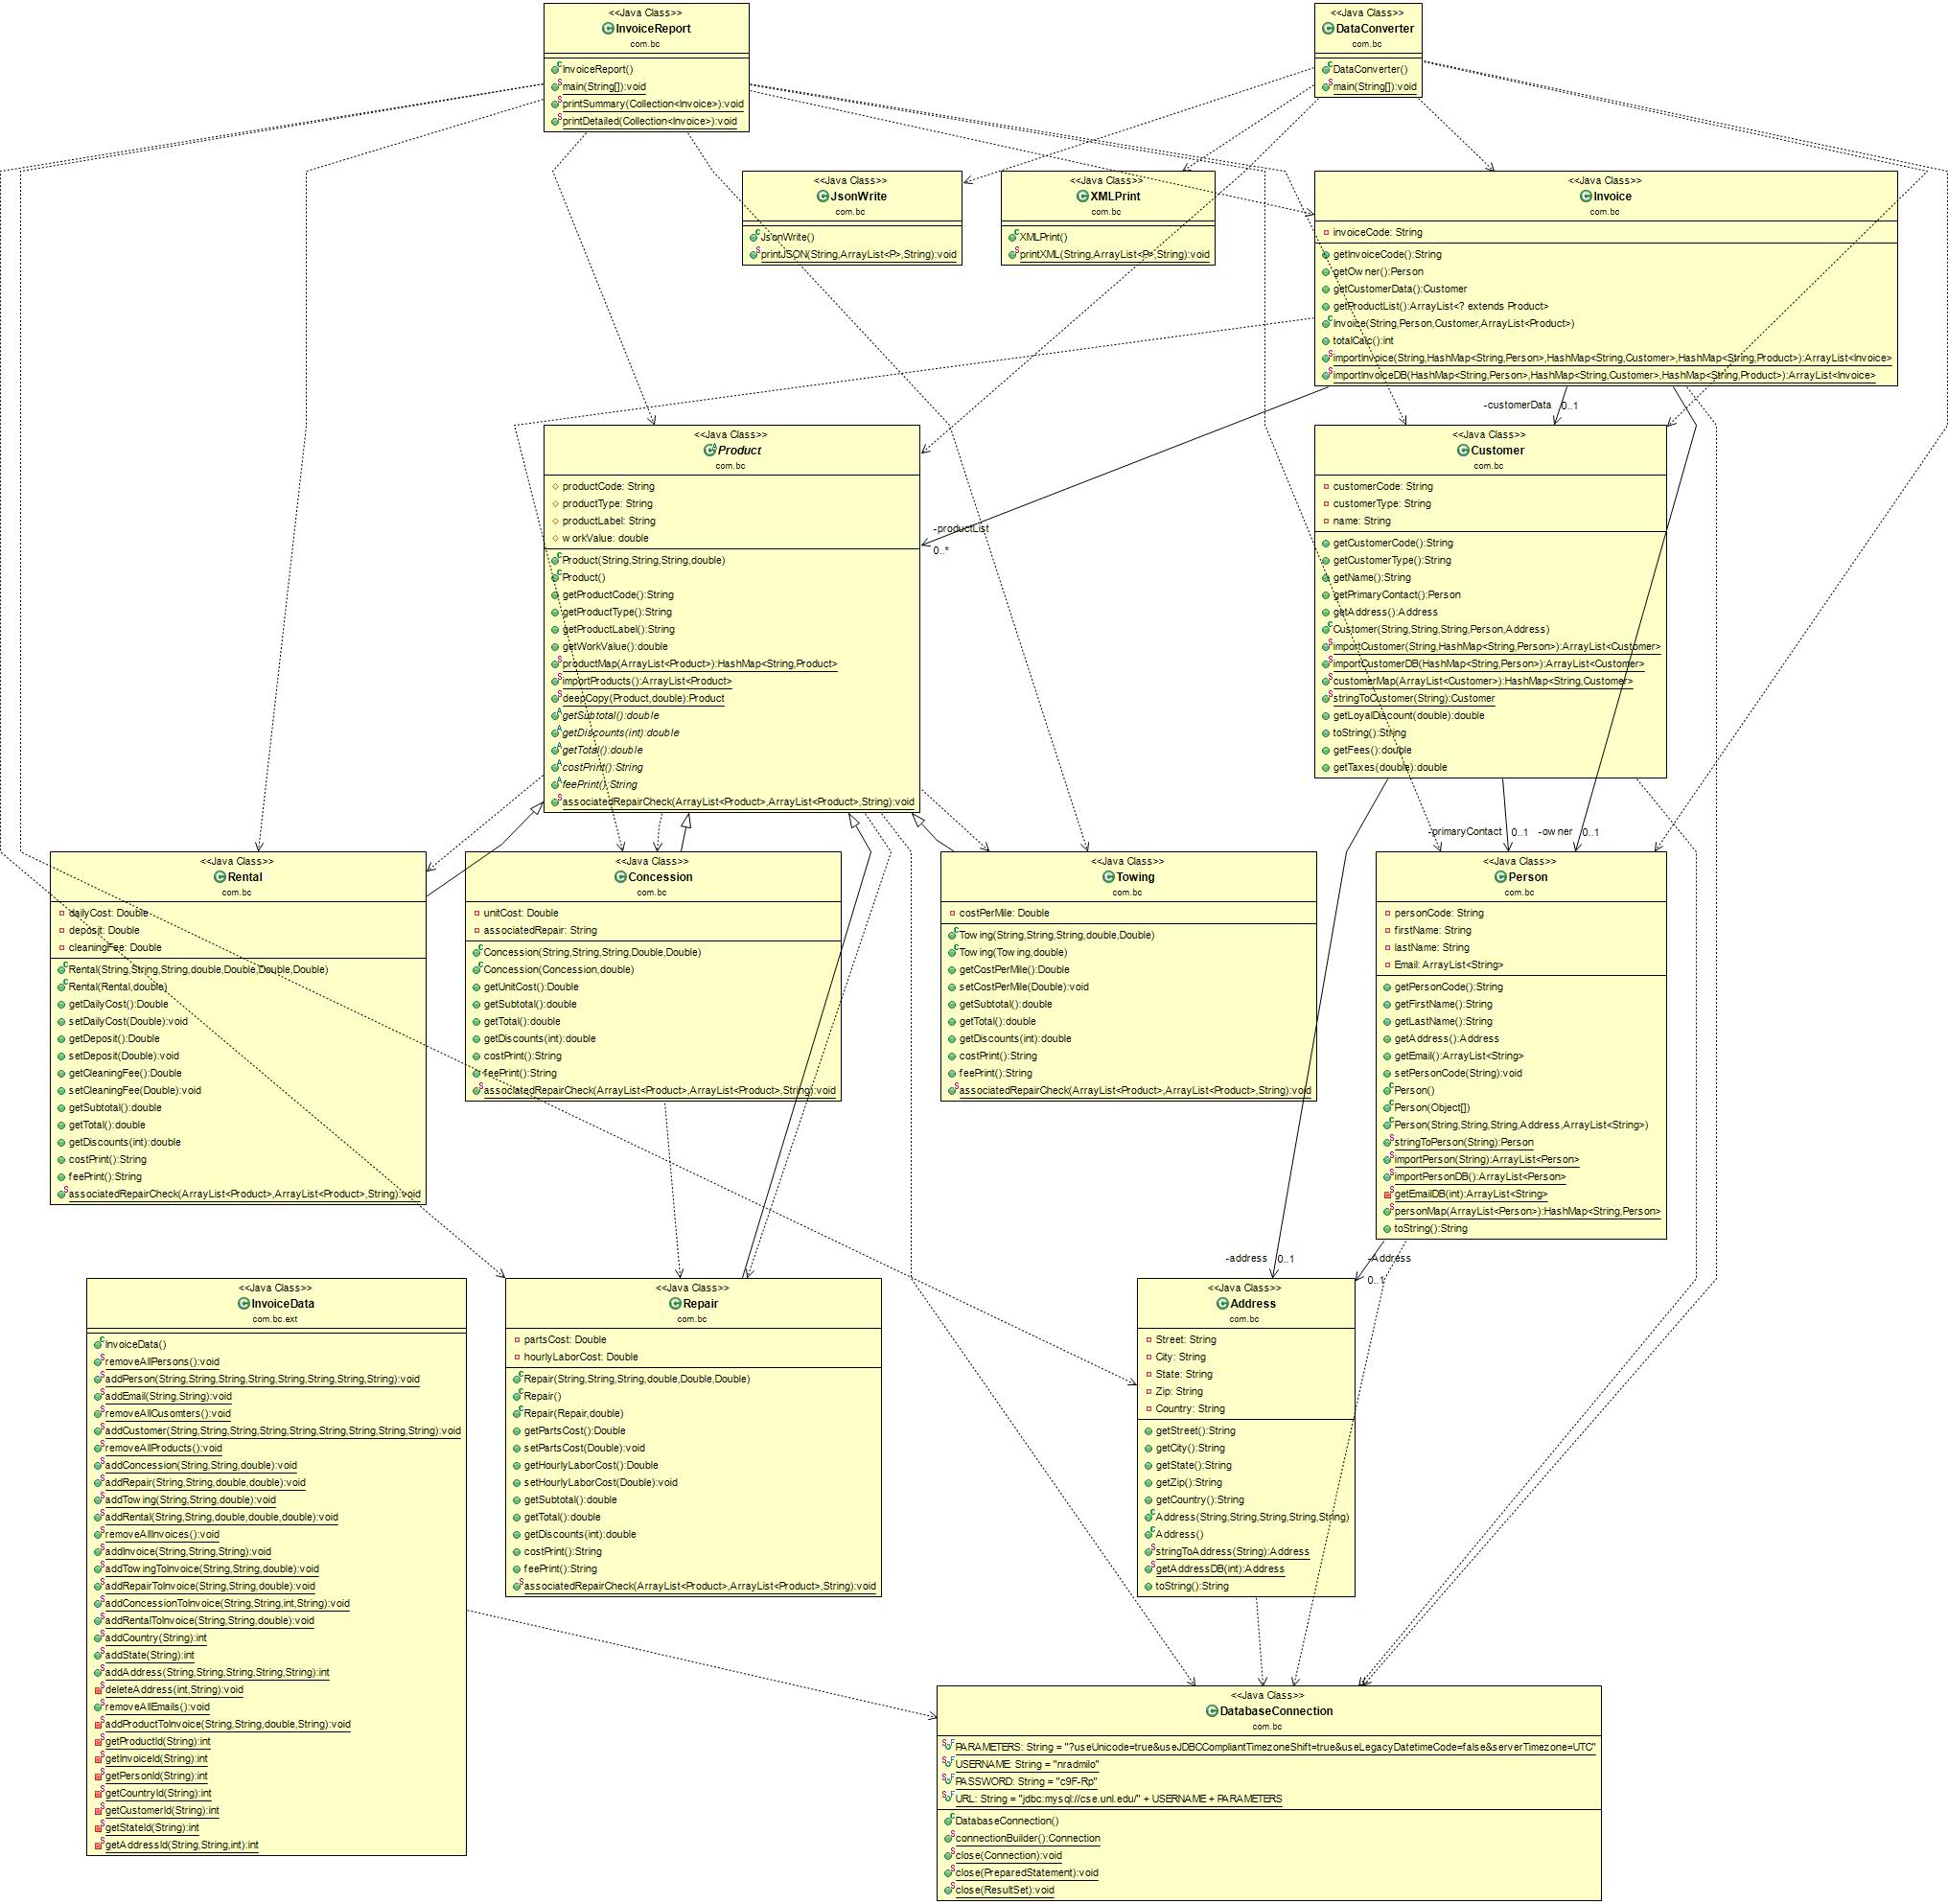 <<Java Class>>
InvoiceReport
com.bc
InvoiceReport()
main(String[]):void
printSummary(Collection<Invoice>):void
printDetailed(Collection<Invoice>):void
<<Java Class>>
DataConverter
com.bc
DataConverter()
main(String[]):void
<<Java Class>>
JsonWrite
com.bc
JsonWrite()
printJSON(String,ArrayList<P>,String):void
<<Java Class>>
XMLPrint
com.bc
XMLPrint()
printXML(String,ArrayList<P>,String):void
<<Java Class>>
Invoice
com.bc
invoiceCode: String
getInvoiceCode():String
getOwner():Person
getCustomerData():Customer
getProductList():ArrayList<? extends Product>
Invoice(String,Person,Customer,ArrayList<Product>)
totalCalc():int
importInvoice(String,HashMap<String,Person>,HashMap<String,Customer>,HashMap<String,Product>):ArrayList<Invoice>
importInvoiceDB(HashMap<String,Person>,HashMap<String,Customer>,HashMap<String,Product>):ArrayList<Invoice>
-customerData 0..1
<<Java Class>>
Product
com.bc
productCode: String
productType: String
productLabel: String
workValue: double
Product(String,String,String,double)
Product()
getProductCode():String
getProductType():String
getProductLabel():String
getWorkValue():double
productMap(ArrayList<Product>):HashMap<String,Product>
importProducts():ArrayList<Product>
deepCopy(Product,double):Product
getSubtotal():double
getDiscounts(int):double
getTotal():double
costPrint():String
feePrint():String
associatedRepairCheck(ArrayList<Product>,ArrayList<Product>,String):void
-productList
0..*
<<Java Class>>
Customer
com.bc
customerCode: String
customerType: String
name: String
getCustomerCode():String
getCustomerType():String
getName():String
getPrimaryContact():Person
getAddress():Address
Customer(String,String,String,Person,Address)
importCustomer(String,HashMap<String,Person>):ArrayList<Customer>
importCustomerDB(HashMap<String,Person>):ArrayList<Customer>
customerMap(ArrayList<Customer>):HashMap<String,Customer>
stringToCustomer(String):Customer
getLoyalDiscount(double):double
toString():String
getFees():double
getTaxes(double):double
-primaryContact 0..1 -owner 0..1
<<Java Class>>
Rental
com.bc
dailyCost: Double
deposit: Double
cleaningFee: Double
Rental(String,String,String,double,Double,Double,Double)
Rental(Rental,double)
getDailyCost():Double
setDailyCost(Double):void
getDeposit():Double
setDeposit(Double):void
getCleaningFee():Double
setCleaningFee(Double):void
getSubtotal():double
getTotal():double
getDiscounts(int):double
costPrint():String
feePrint():String
associatedRepairCheck(ArrayList<Product>,ArrayList<Product>,String):void
<<Java Class>>
Concession
com.bc
unitCost: Double
associatedRepair: String
Concession(String,String,String,Double,Double)
Concession(Concession,double)
getUnitCost():Double
getSubtotal():double
getTotal():double
getDiscounts(int):double
costPrint():String
feePrint():String
associatedRepairCheck(ArrayList<Product>,ArrayList<Product>,String):void
<<Java Class>>
Towing
com.bc
costPerMile: Double
Towing(String,String,String,double,Double)
Towing(Towing,double)
getCostPerMile():Double
setCostPerMile(Double):void
getSubtotal():double
getTotal():double
getDiscounts(int):double
costPrint():String
feePrint():String
associatedRepairCheck(ArrayList<Product>,ArrayList<Product>,String):void
<<Java Class>>
Person
com.bc
personCode: String
firstName: String
lastName: String
Email: ArrayList<String>
getPersonCode():String
getFirstName():String
getLastName():String
getAddress():Address
getEmail():ArrayList<String>
setPersonCode(String):void
Person()
Person(Object[])
Person(String,String,String,Address,ArrayList<String>)
stringToPerson(String):Person
importPerson(String):ArrayList<Person>
importPersonDB():ArrayList<Person>
getEmailDB(int):ArrayList<String>
personMap(ArrayList<Person>):HashMap<String,Person>
toString():String
-address 0..1
-Address
0..1
<<Java Class>>
InvoiceData
com.bc.ext
InvoiceData()
removeAllPersons():void
addPerson(String,String,String,String,String,String,String,String):void
addEmail(String,String):void
removeAllCusomters():void
addCustomer(String,String,String,String,String,String,String,String,String):void
removeAllProducts():void
addConcession(String,String,double):void
addRepair(String,String,double,double):void
addTowing(String,String,double):void
addRental(String,String,double,double,double):void
removeAllInvoices():void
addInvoice(String,String,String):void
addTowingToInvoice(String,String,double):void
addRepairToInvoice(String,String,double):void
addConcessionToInvoice(String,String,int,String):void
addRentalToInvoice(String,String,double):void
addCountry(String):int
addState(String):int
addAddress(String,String,String,String,String):int
deleteAddress(int,String):void
removeAllEmails():void
addProductToInvoice(String,String,double,String):void
getProductId(String):int
getInvoiceId(String):int
getPersonId(String):int
getCountryId(String):int
getCustomerId(String):int
getStateId(String):int
getAddressId(String,String,int):int
<<Java Class>>
Repair
com.bc
partsCost: Double
hourlyLaborCost: Double
Repair(String,String,String,double,Double,Double)
Repair()
Repair(Repair,double)
getPartsCost():Double
setPartsCost(Double):void
getHourlyLaborCost():Double
setHourlyLaborCost(Double):void
getSubtotal():double
getTotal():double
getDiscounts(int):double
costPrint():String
feePrint():String
associatedRepairCheck(ArrayList<Product>,ArrayList<Product>,String):void
<<Java Class>>
Address
com.bc
Street: String
City: String
State: String
Zip: String
Country: String
getStreet():String
getCity():String
getState():String
getZip():String
getCountry():String
Address(String,String,String,String,String)
Address()
stringToAddress(String):Address
getAddressDB(int):Address
toString():String
<<Java Class>>
DatabaseConnection
com.bc
PARAMETERS: String = "?useUnicode=true&useJDBCCompliantTimezoneShift=true&useLegacyDatetimeCode=false&serverTimezone=UTC"
USERNAME: String = "nradmilo"
PASSWORD: String = "c9F-Rp"
URL: String = "jdbc:mysql://cse.unl.edu/" + USERNAME + PARAMETERS
DatabaseConnection()
connectionBuilder():Connection
close(Connection):void
close(PreparedStatement):void
close(ResultSet):void